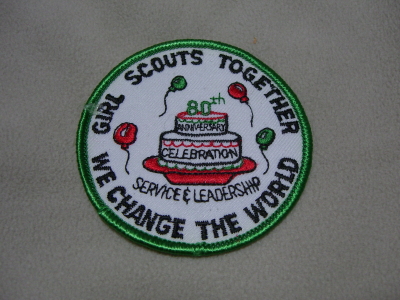 GIRL SCOUTS TOGETHER
80th
ANNIVERSARY
CELEBRATION
SERVICE & LEADERSHIP
WE CHANGE THE WORLD